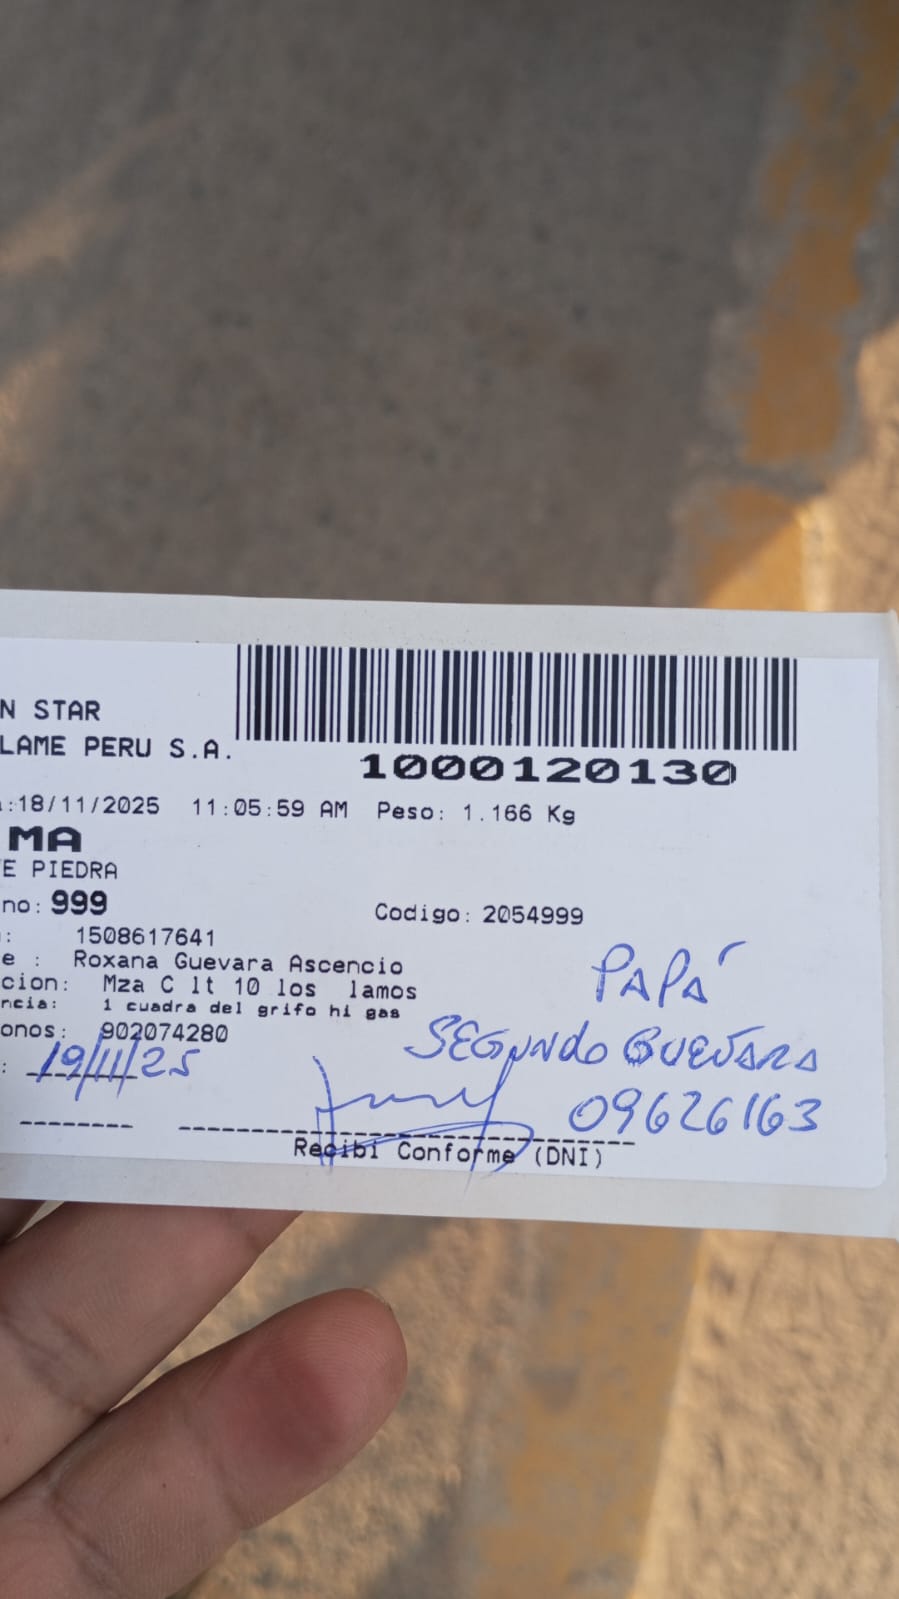 N STAR
LAME PERU S.A.
1000120130
:18/11/2025 11:05:59 AM Peso: 1.166 Kg
MA
E PIEDRA
no: 999 Codigo: 2054999
: 1508617641
e : Roxana Guevara Ascencio
cion: Mza C lt 10 los lamos
ncia: 1 cuadra del grifo hi gas
onos: 902074280
: 19/11/25
PAPÁ
SEGUNdo GUEVARA
09626163
Recibi Conforme (DNI)